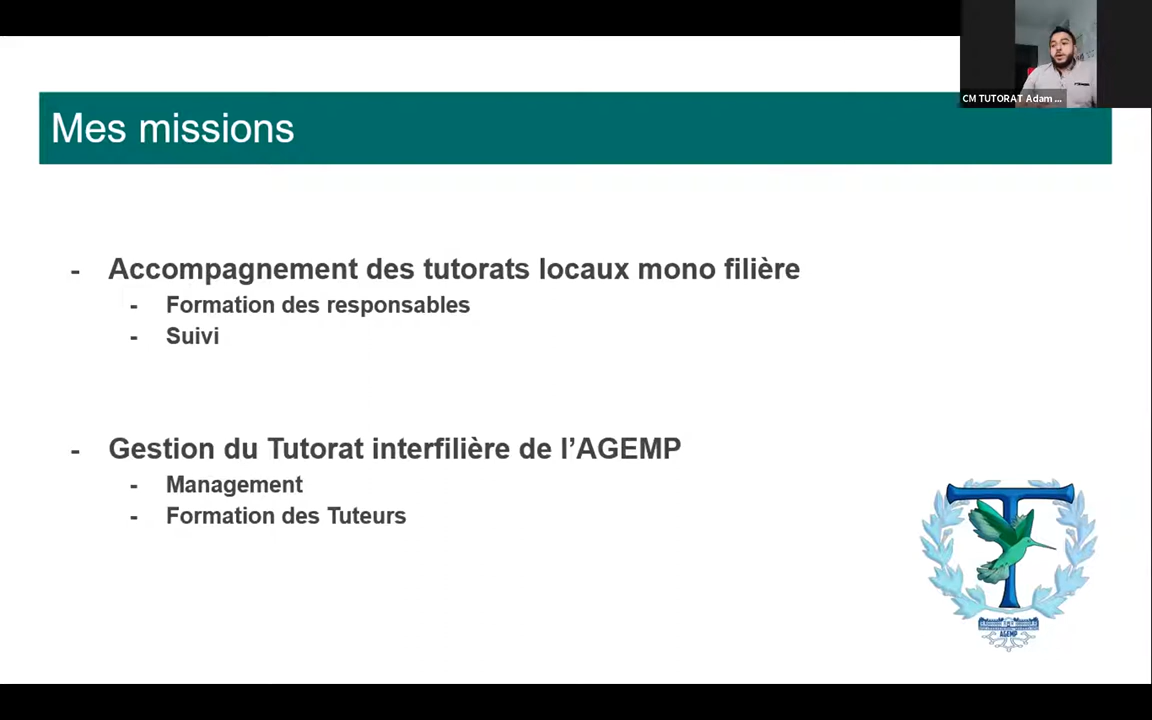 CM TUTORAT Adam ...
Mes missions
- Accompagnement des tutorats locaux mono filière
- Formation des responsables
- Suivi
- Gestion du Tutorat interfilière de l’AGEMP
- Management
- Formation des Tuteurs
AGEMP